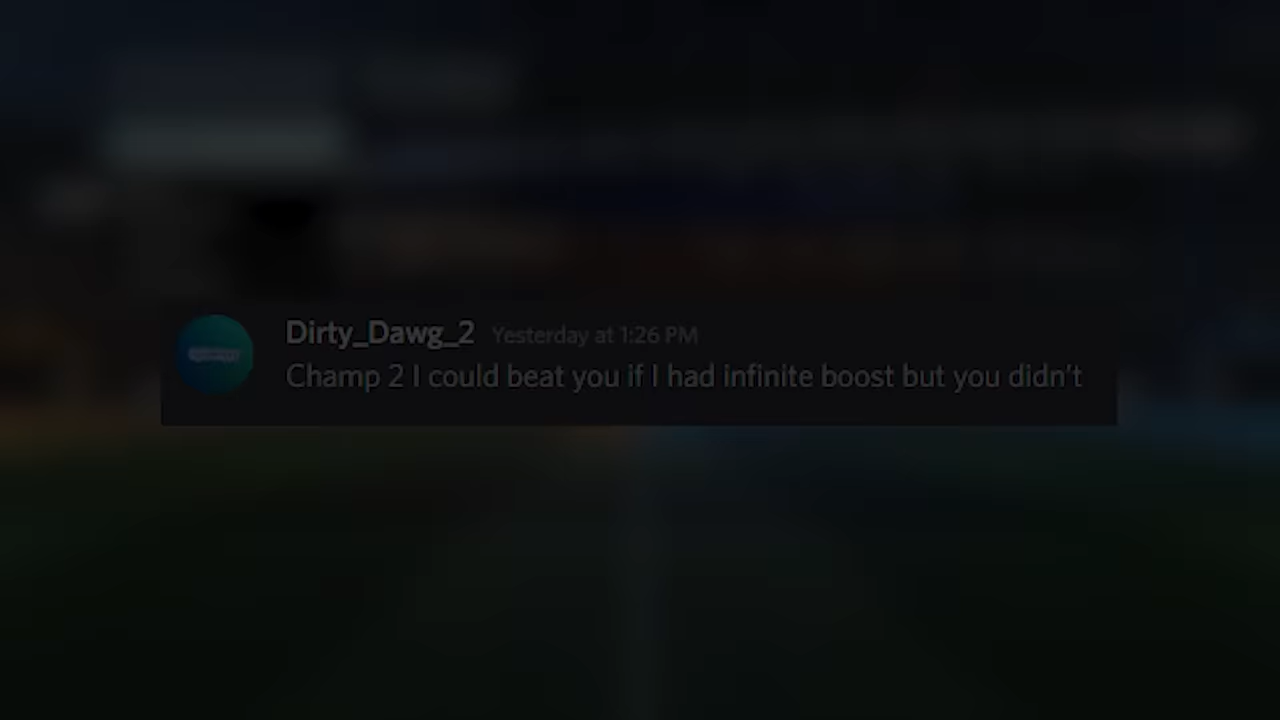 Dirty_Dawg_2 Yesterday at 1:26 PM
Champ 2 I could beat you if I had infinite boost but you didn't